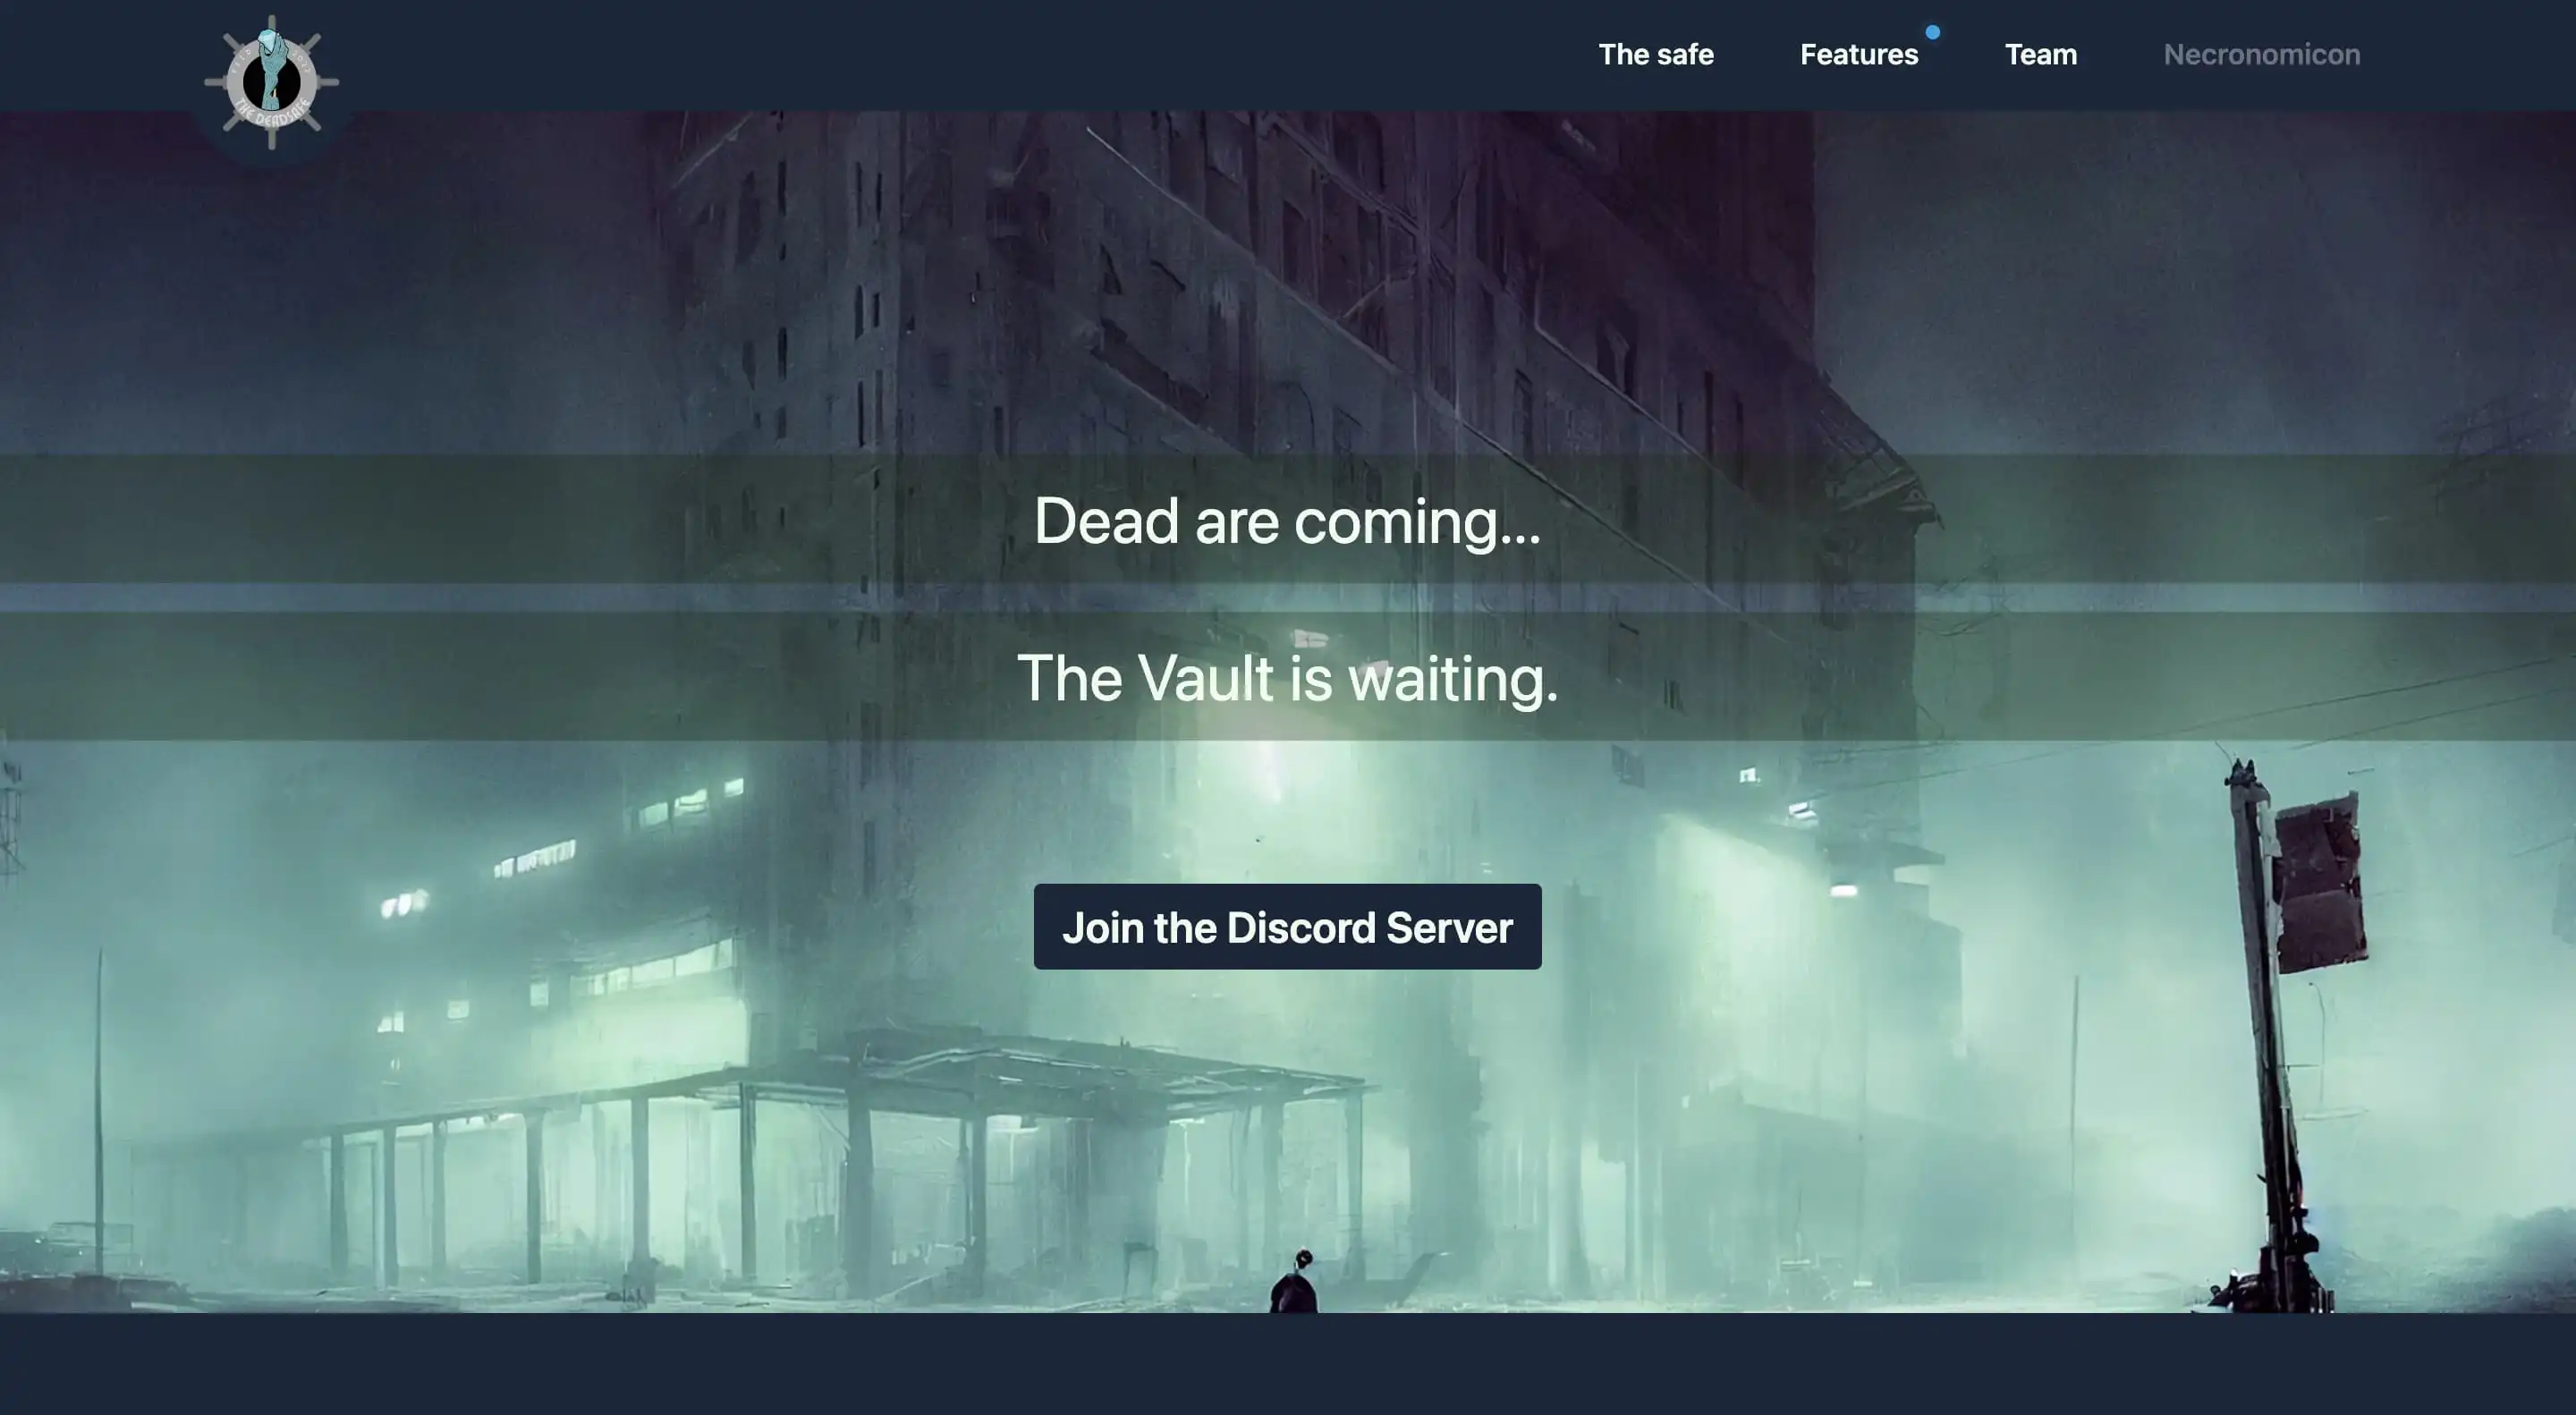 The safe
Features
Team
Necronomicon
THE DEADSAFE
Dead are coming...
The Vault is waiting.
Join the Discord Server